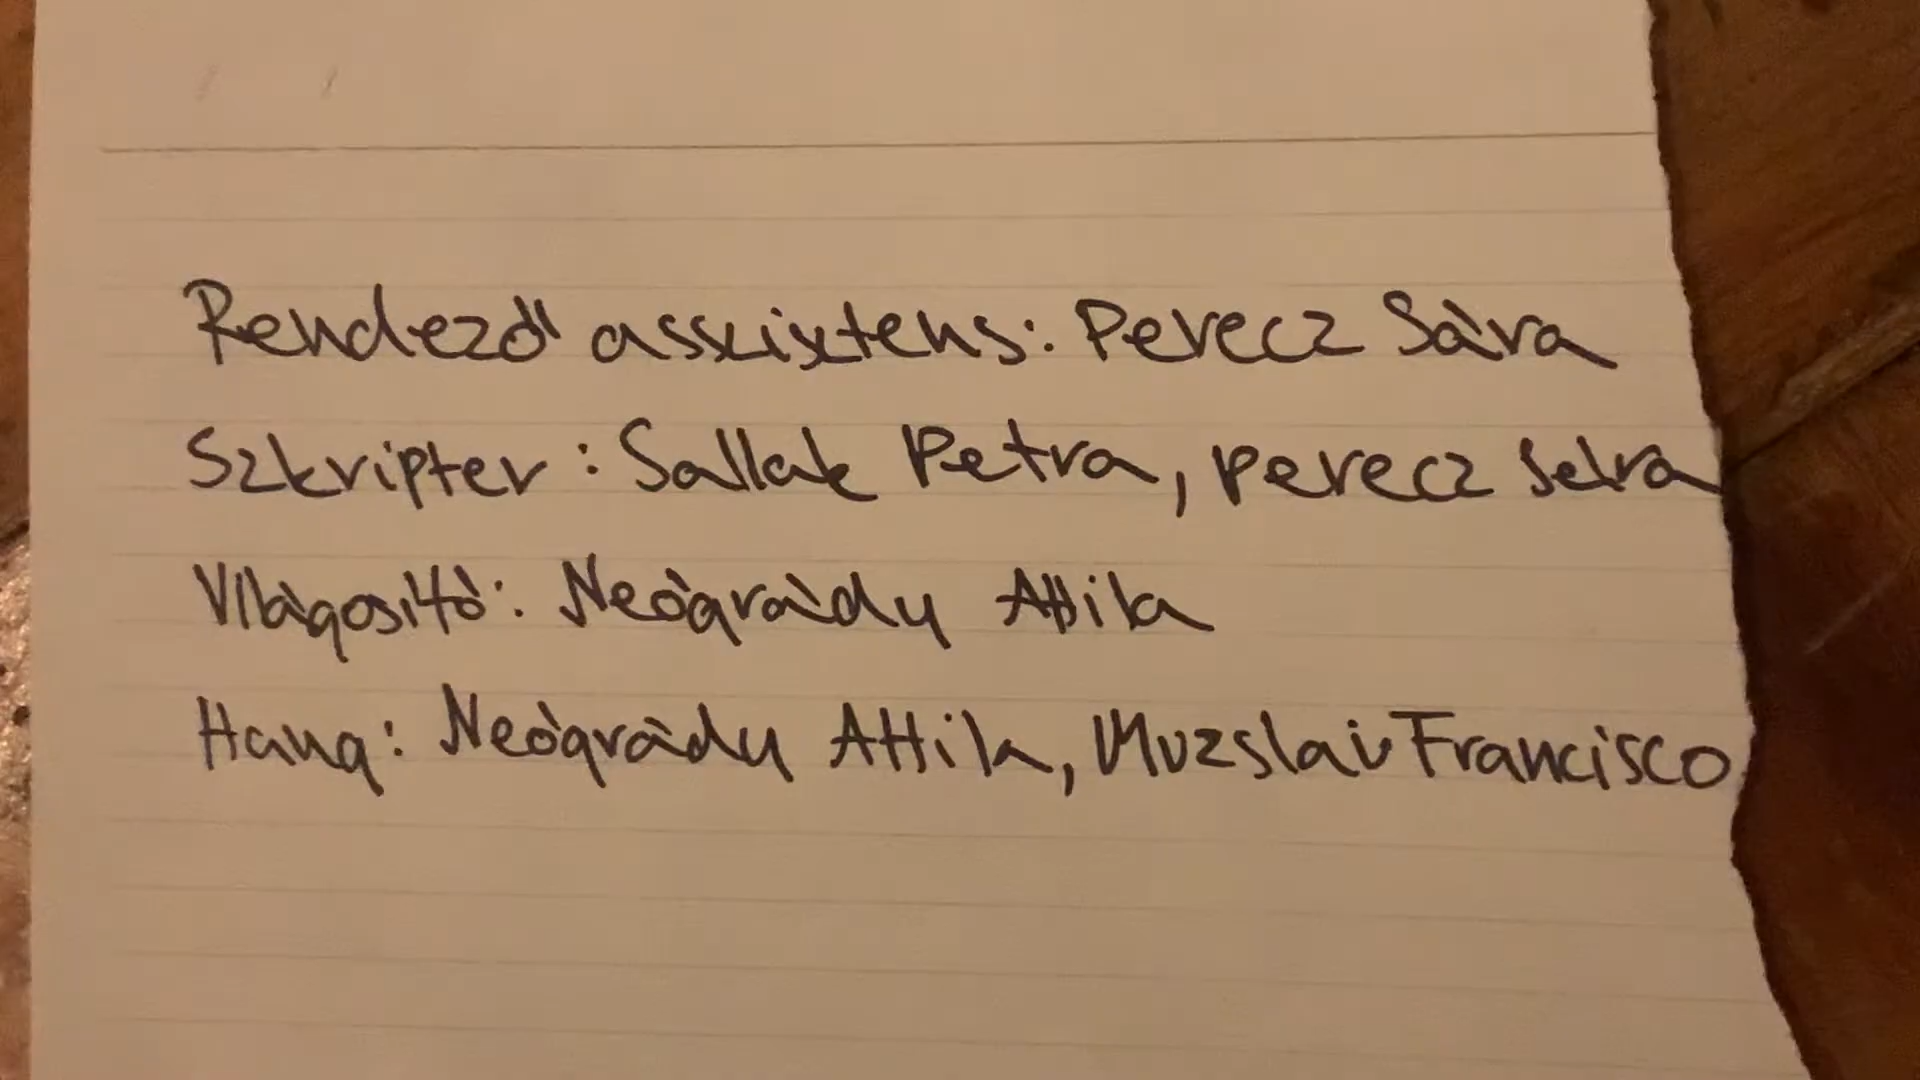 Rendező asszisztens: Perecz Sára
Szkripter: Sallak Petra, Perecz Sára
Világosító: Neógrády Attila
Hang: Neógrády Attila, Muzslai Francisco